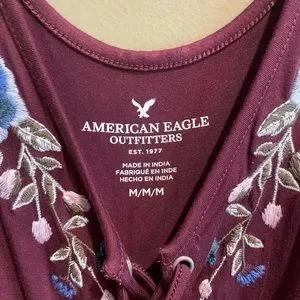 AMERICAN EAGLE
OUTFITTERS
EST. 1977
MADE IN INDIA
FABRIQUÉ EN INDE
HECHO EN INDIA
M/M/M